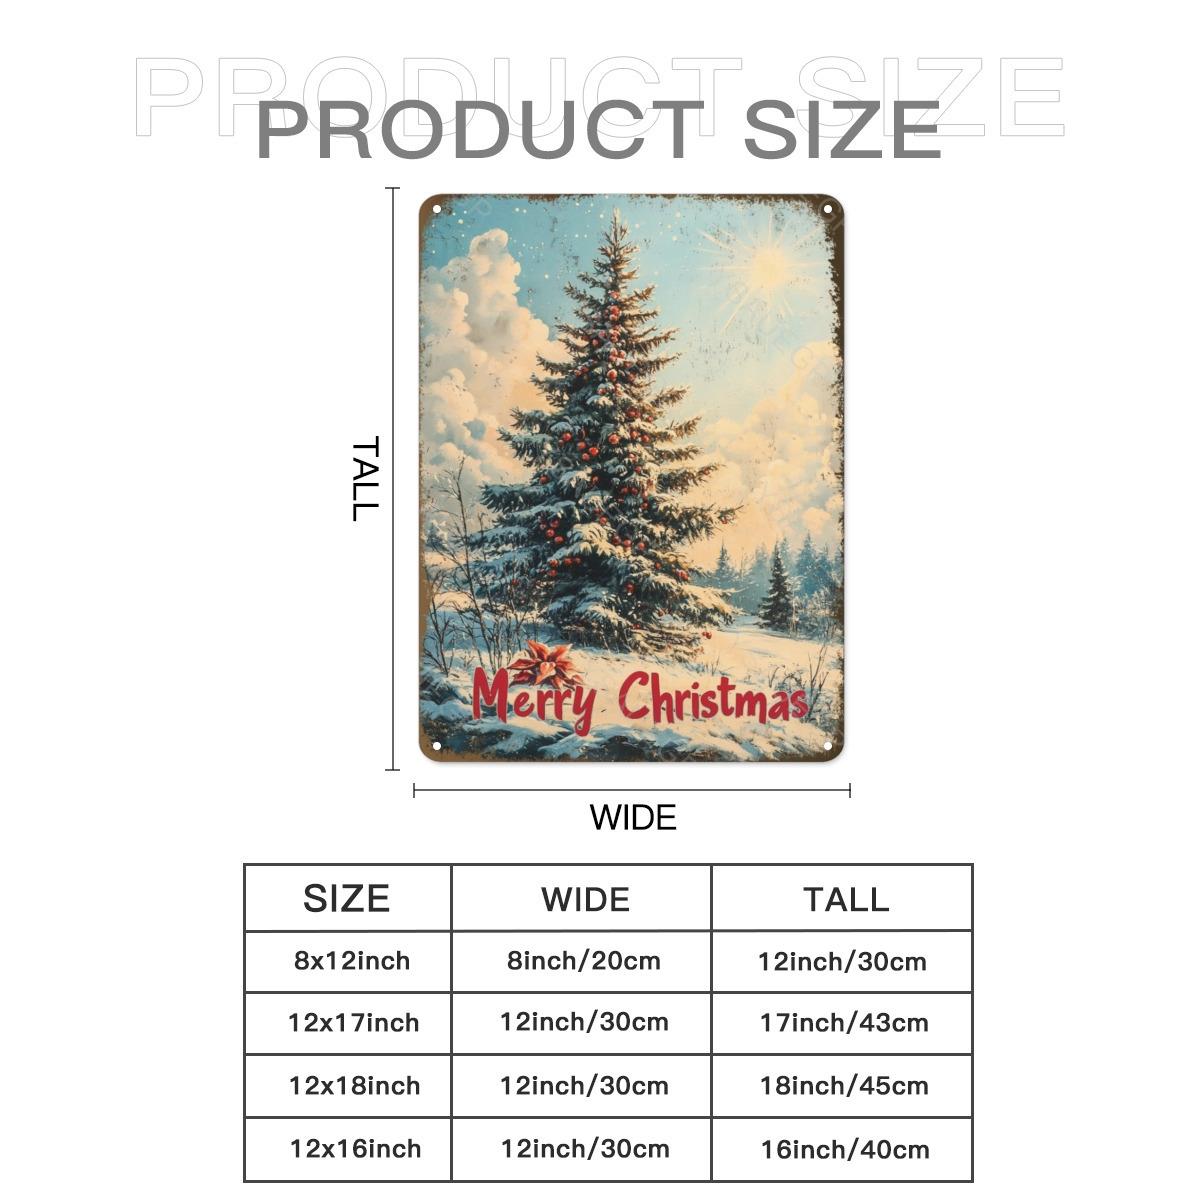 PRODUCT SIZE
PRODUCT SIZE
TALL
Merry Christmas
WIDE
SIZE WIDE TALL
8x12inch 8inch/20cm 12inch/30cm
12x17inch 12inch/30cm 17inch/43cm
12x18inch 12inch/30cm 18inch/45cm
12x16inch 12inch/30cm 16inch/40cm